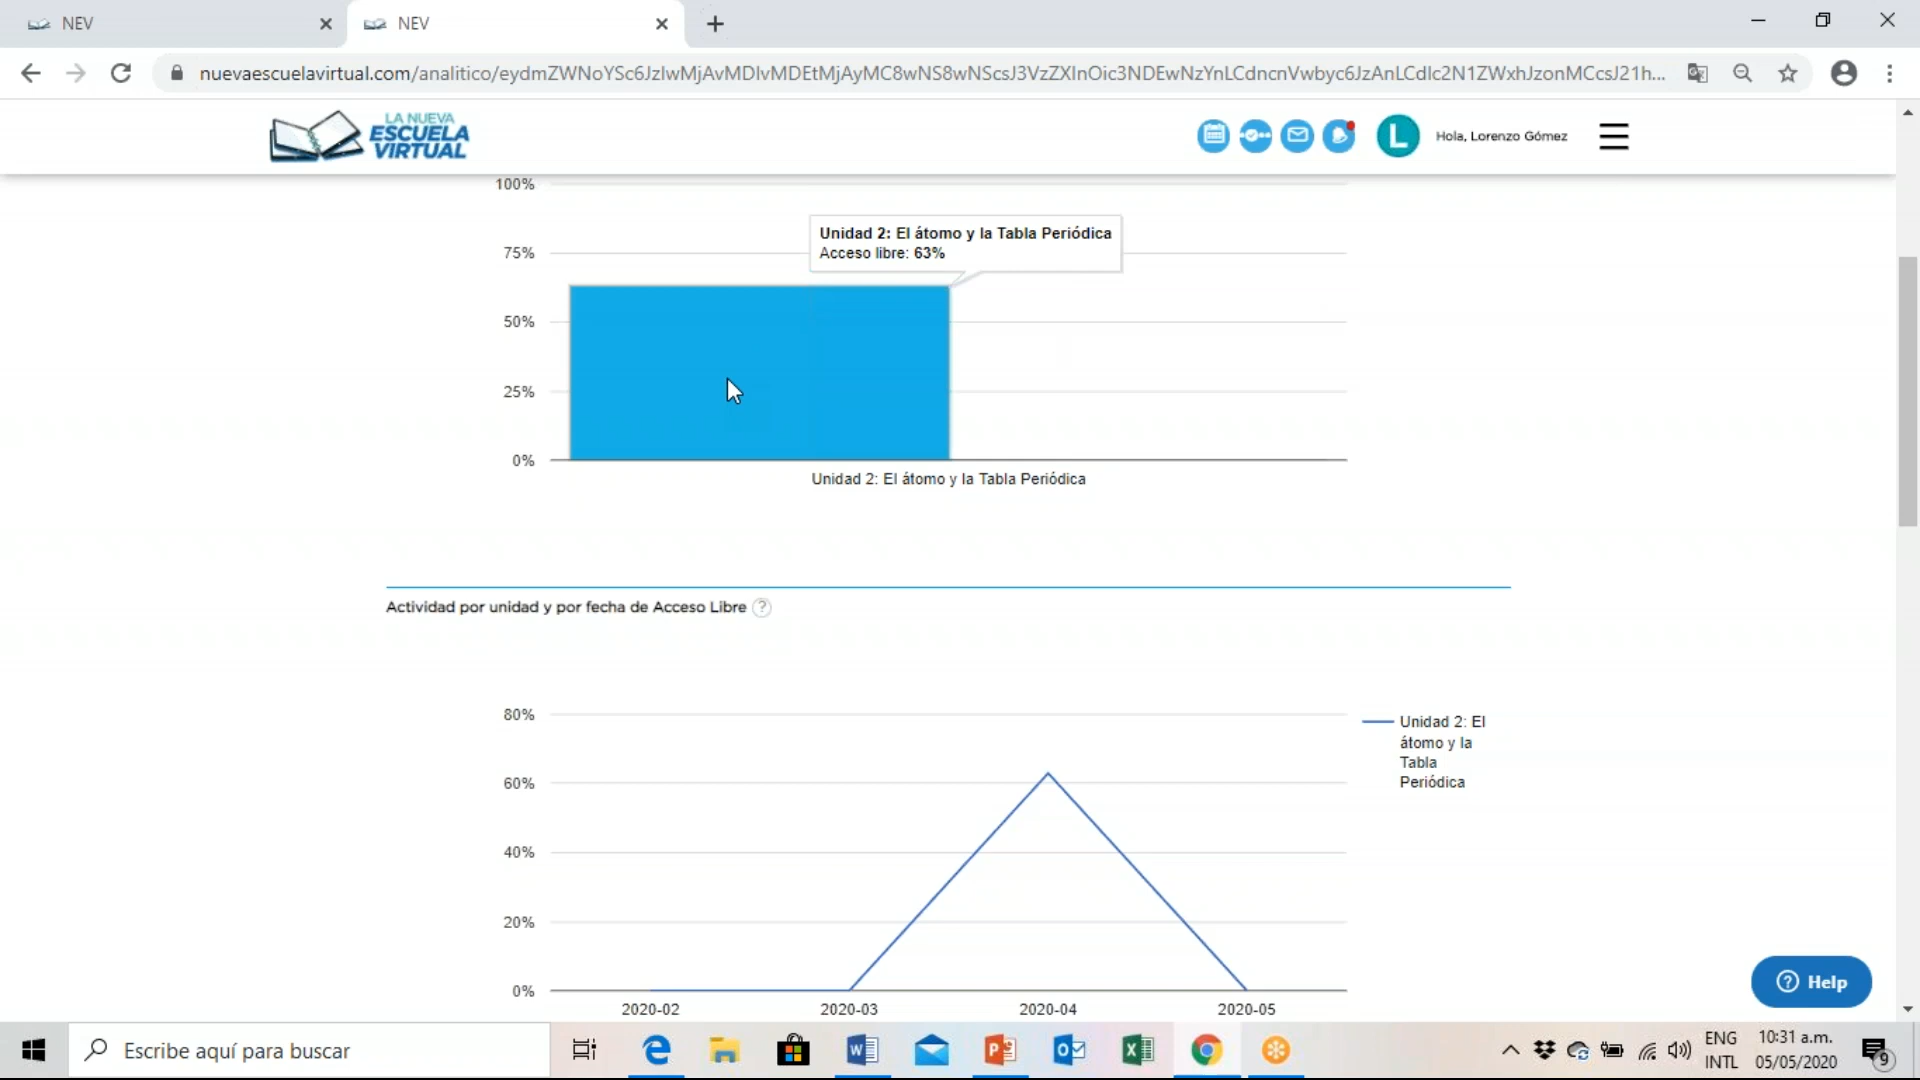 NEV
NEV
nuevaescuelavirtual.com/analitico/
LA NUEVA
ESCUELA
VIRTUAL
L
Hola, Lorenzo Gómez
100%
75%
50%
25%
0%
Unidad 2: El átomo y la Tabla Periódica
Acceso libre: 63%
Unidad 2: El átomo y la Tabla Periódica
Actividad por unidad y por fecha de Acceso Libre ?
80%
60%
40%
20%
0%
Unidad 2: El
átomo y la
Tabla
Periódica
2020-02 2020-03 2020-04 2020-05
? Help
Escribe aquí para buscar
ENG
INTL
10:31 a.m.
05/05/2020
9